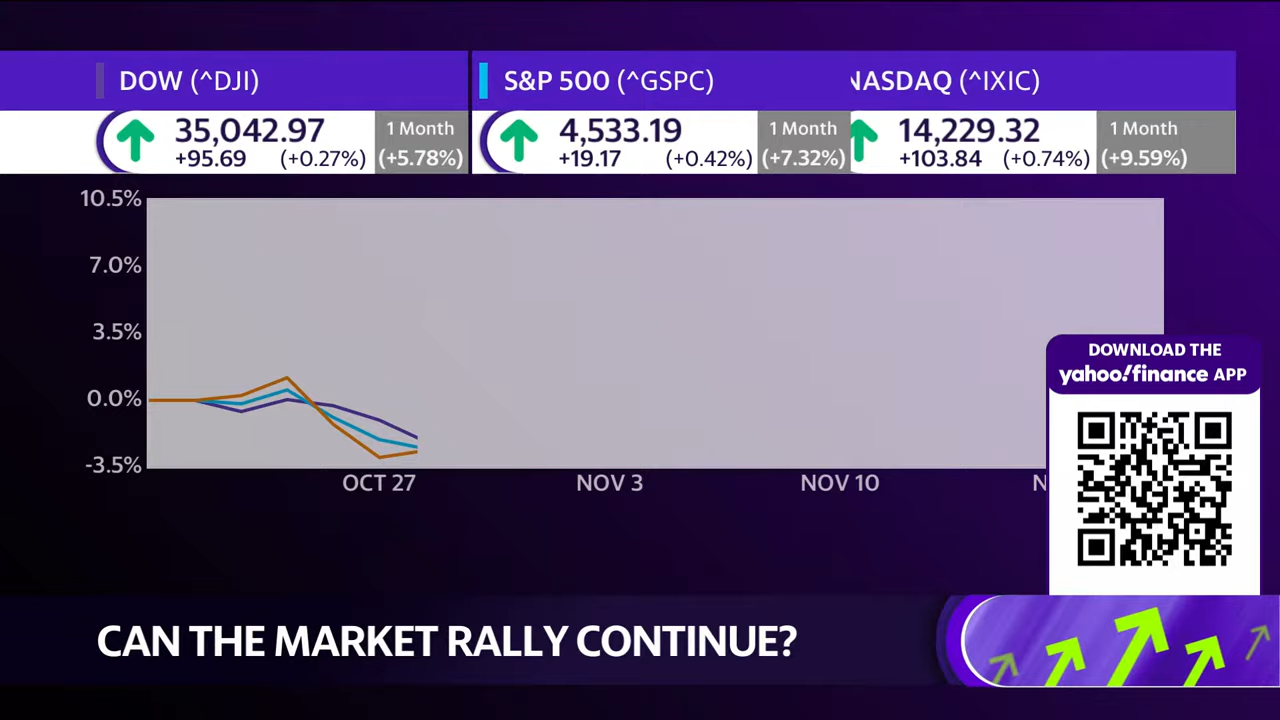 DOW (^DJI)
35,042.97
+95.69 (+0.27%)
1 Month
(+5.78%)
S&P 500 (^GSPC)
4,533.19
+19.17 (+0.42%)
1 Month
(+7.32%)
NASDAQ (^IXIC)
14,229.32
+103.84 (+0.74%)
1 Month
(+9.59%)
10.5%
7.0%
3.5%
0.0%
-3.5%
OCT 27
NOV 3
NOV 10
N
DOWNLOAD THE
yahoo!finance APP
CAN THE MARKET RALLY CONTINUE?